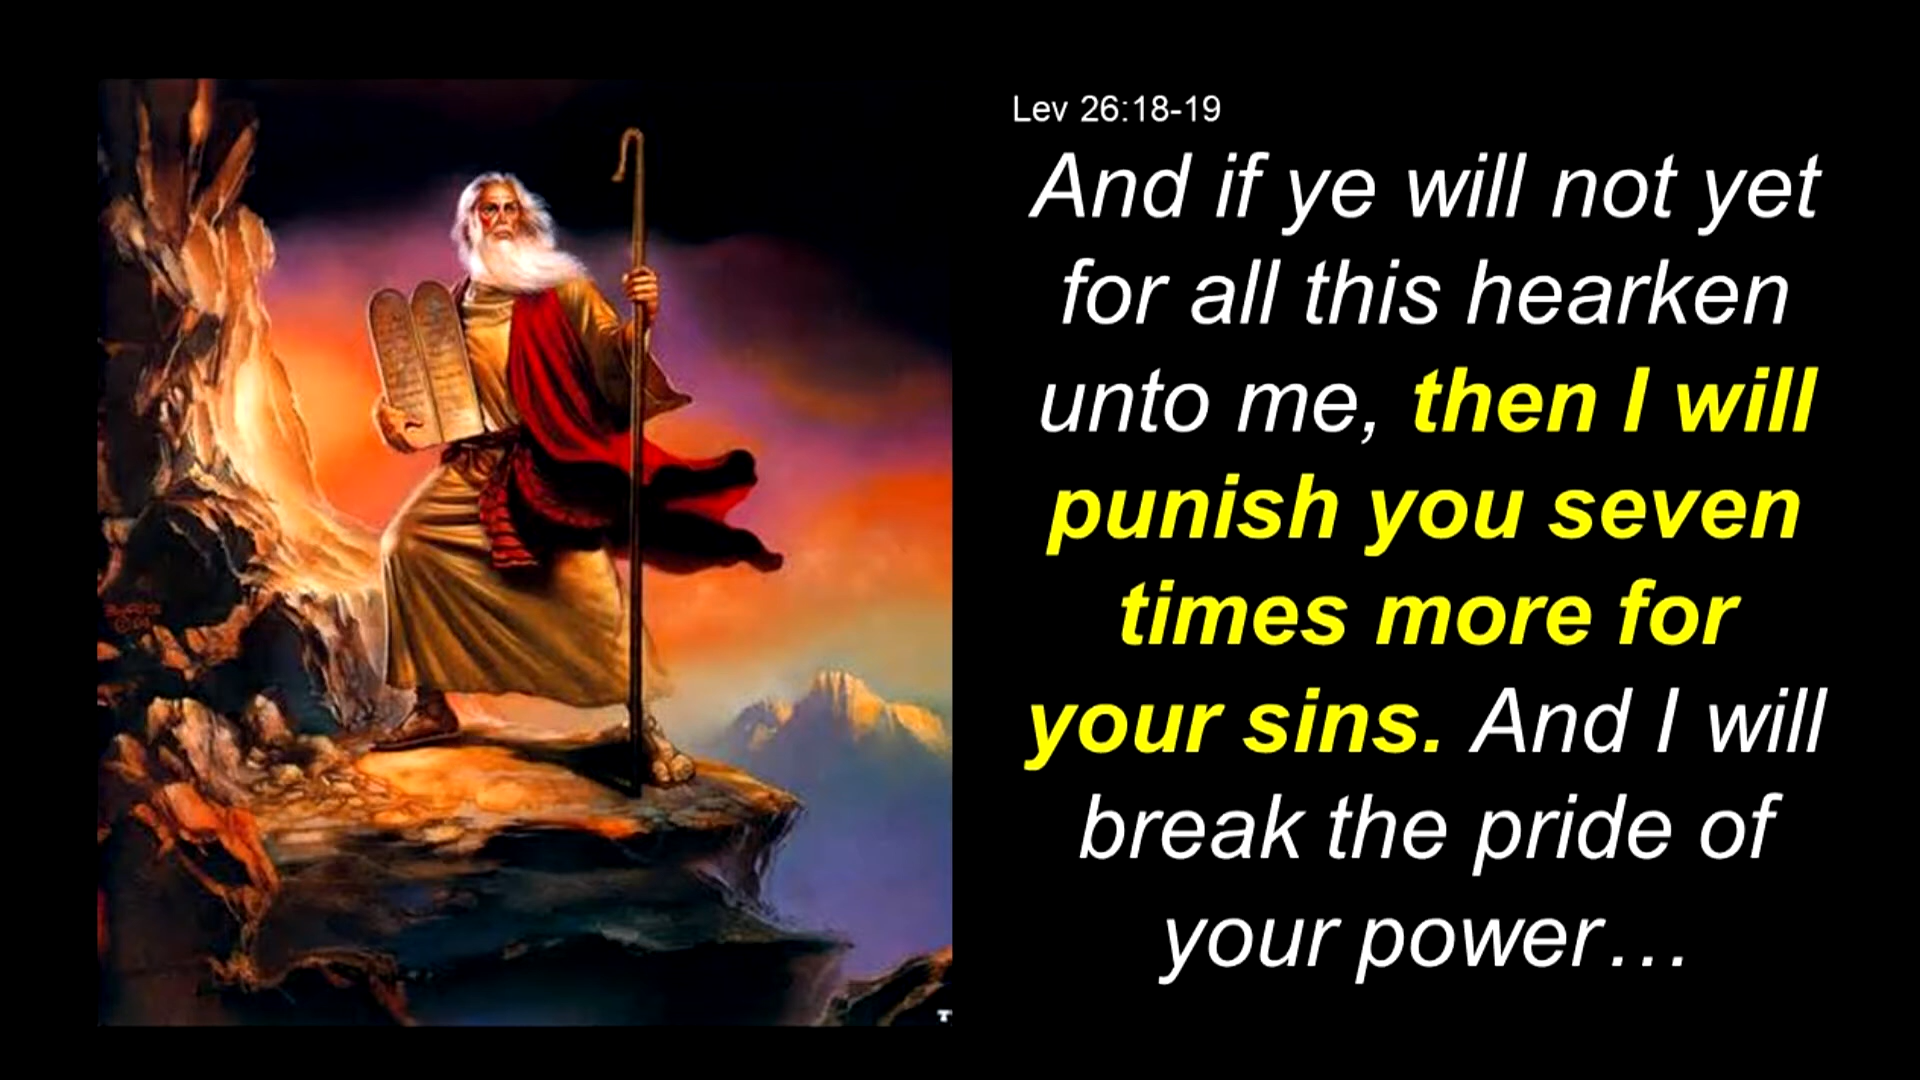 Lev 26:18-19
And if ye will not yet
for all this hearken
unto me, then I will
punish you seven
times more for
your sins. And I will
break the pride of
your power…